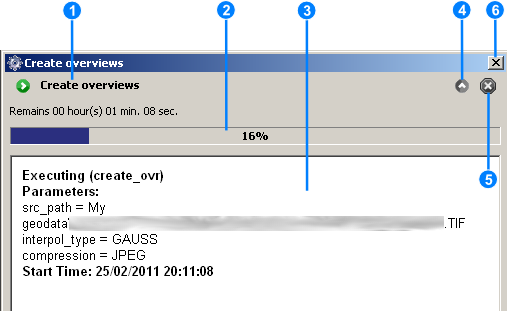 1 2 3 4 6
Create overviews
Create overviews
Remains 00 hour(s) 01 min. 08 sec.
16%
5
Executing (create_ovr)
Parameters:
src_path = My
geodata .TIF
interpol_type = GAUSS
compression = JPEG
Start Time: 25/02/2011 20:11:08